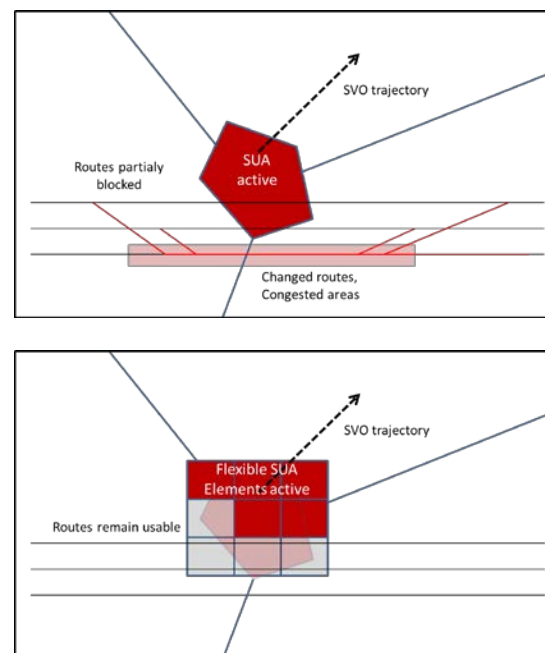 SVO trajectory
SUA
active
Routes partialy
blocked
Changed routes,
Congested areas
SVO trajectory
Flexible SUA
Elements active
Routes remain usable